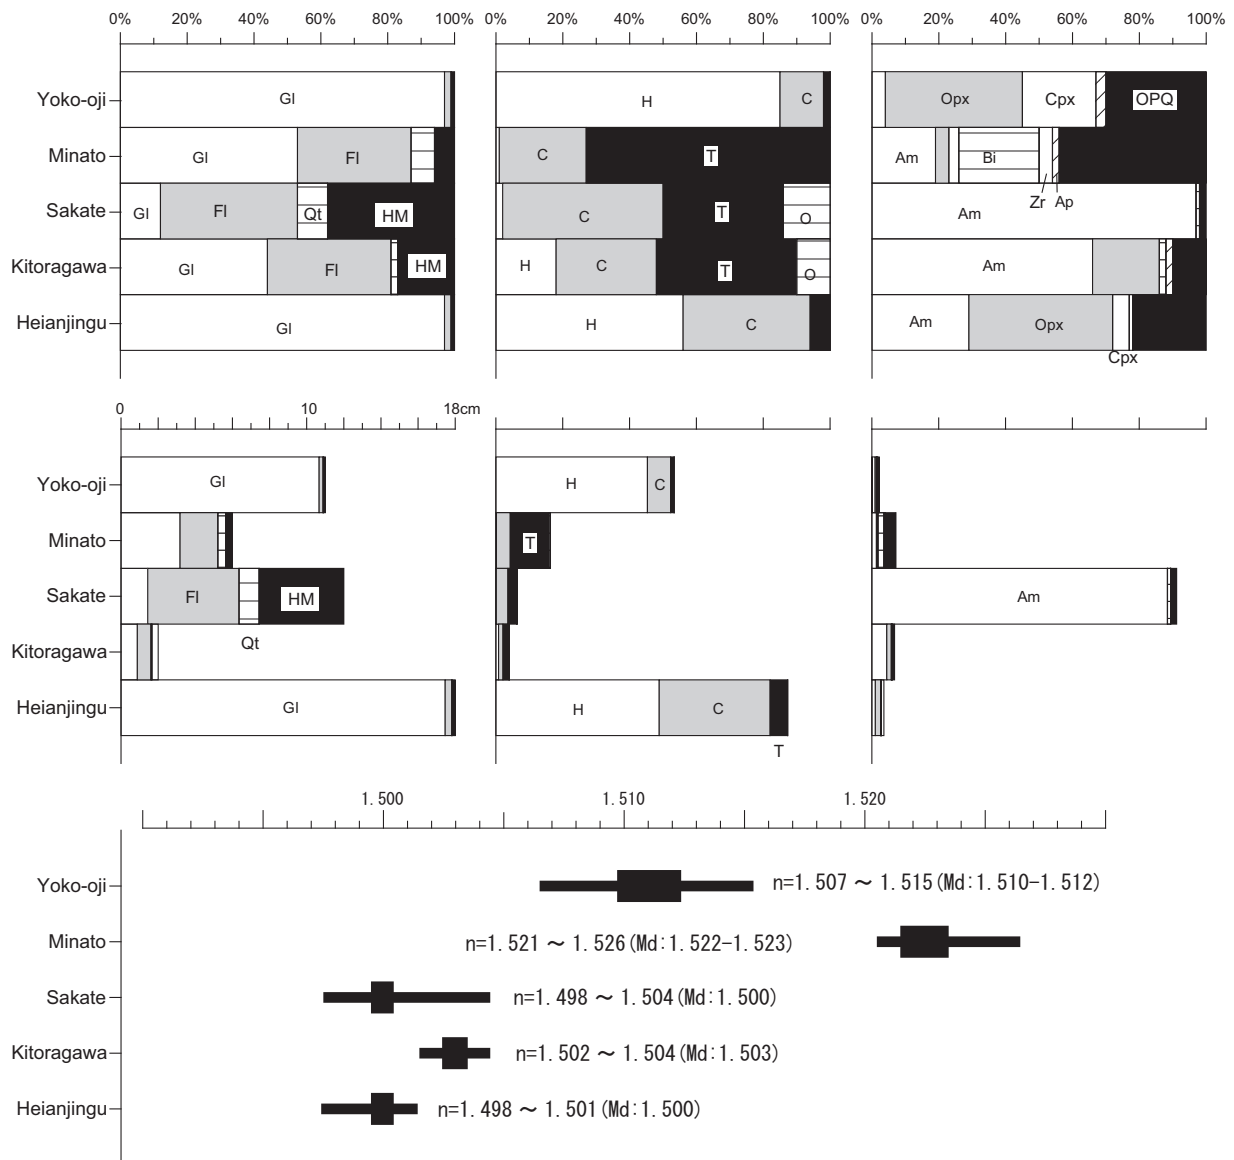 0% 20% 40% 60% 80% 100% 0% 20% 40% 60% 80% 100% 0% 20% 40% 60% 80% 100%
Yoko-oji Gl H C Opx Cpx OPQ
Minato Gl Fl C T Am Bi
Zr Ap
Sakate Gl Fl Qt HM C T O Am
Kitoragawa Gl Fl HM H C T O Am
Heianjingu Gl H C Am Opx
Cpx
0 10 18cm
Yoko-oji Gl H C
Minato T
Sakate Fl HM Am
Qt
Kitoragawa
Heianjingu Gl H C
T
1.500 1.510 1.520
Yoko-oji n=1.507 ～ 1.515(Md:1.510-1.512)
Minato n=1.521 ～ 1.526(Md:1.522-1.523)
Sakate n=1.498 ～ 1.504(Md:1.500)
Kitoragawa n=1.502 ～ 1.504(Md:1.503)
Heianjingu n=1.498 ～ 1.501(Md:1.500)